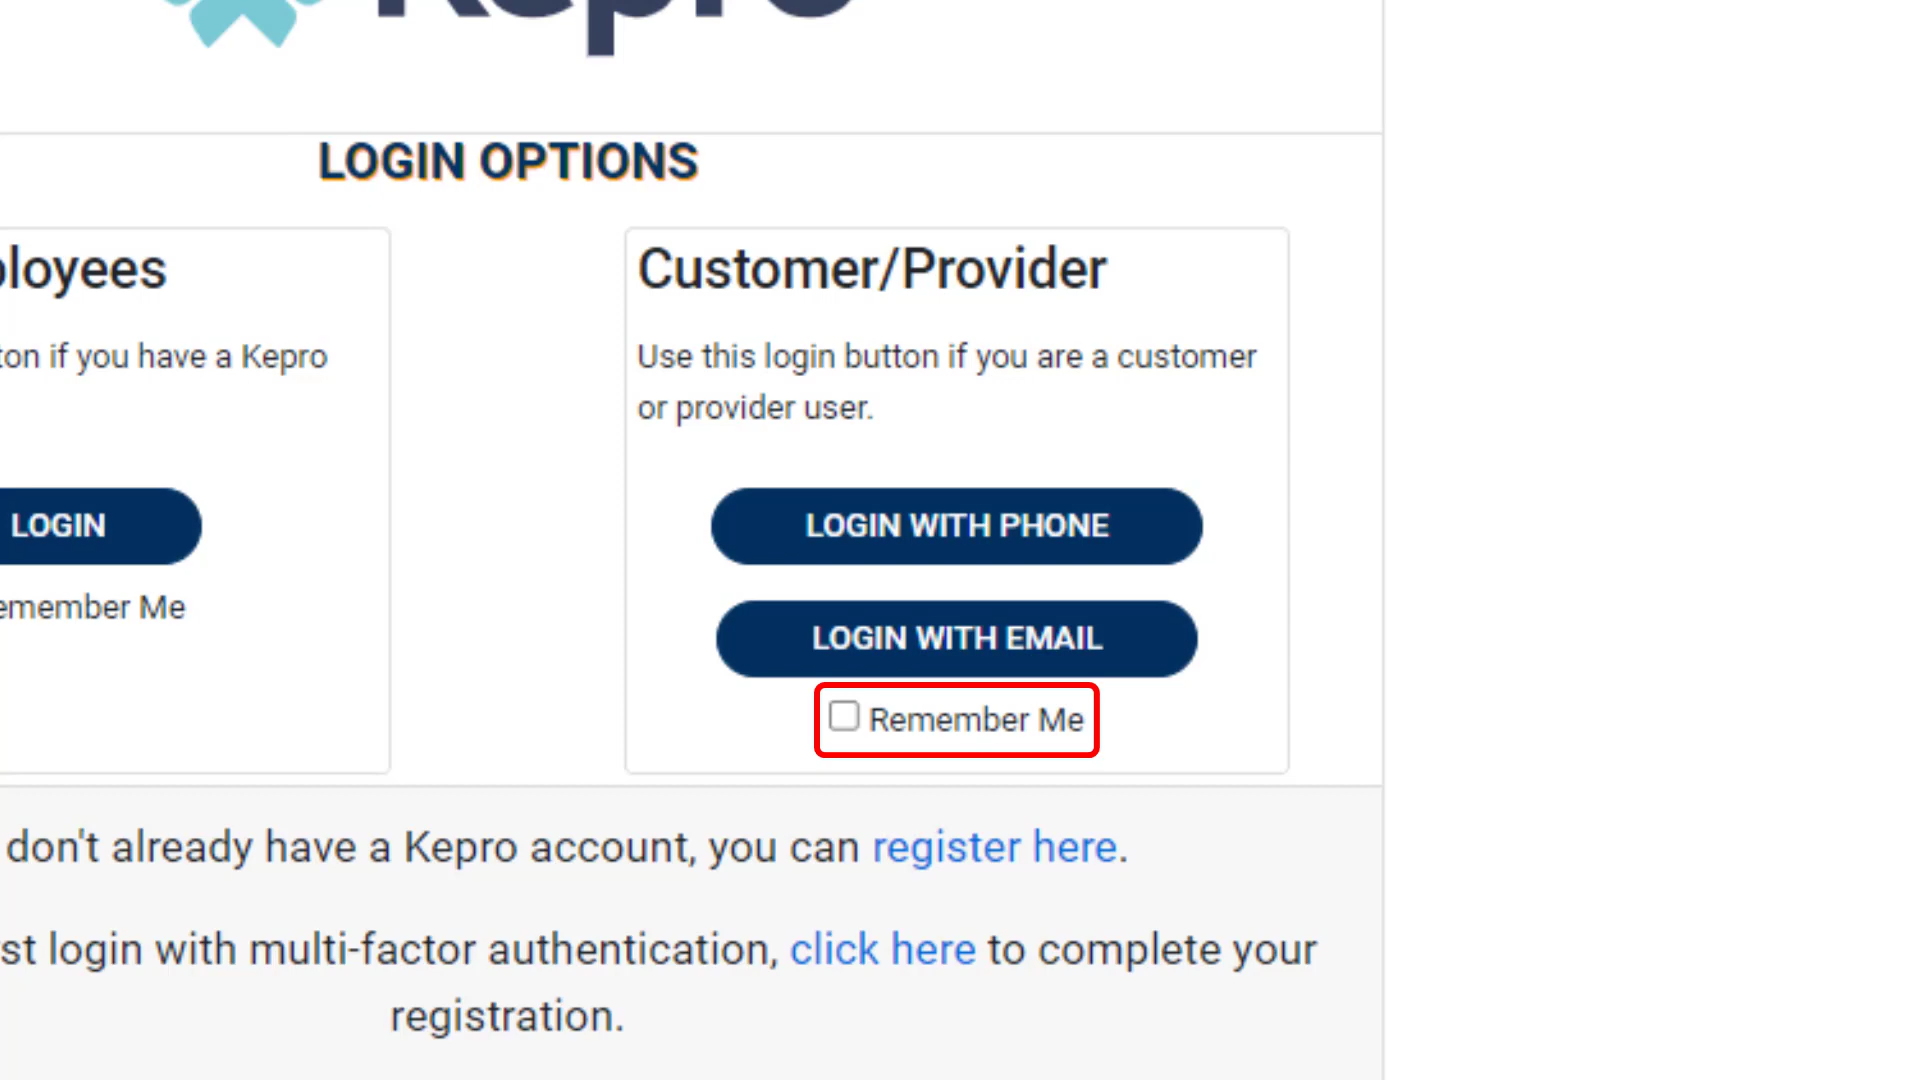 Kepro
LOGIN OPTIONS
ployees
Customer/Provider
ton if you have a Kepro
Use this login button if you are a customer
or provider user.
LOGIN
LOGIN WITH PHONE
emember Me
LOGIN WITH EMAIL
Remember Me
don't already have a Kepro account, you can register here.
st login with multi-factor authentication, click here to complete your
registration.